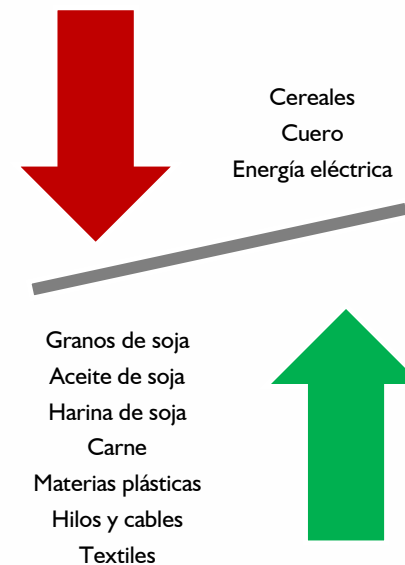 Cereales
Cuero
Energía eléctrica
Granos de soja
Aceite de soja
Harina de soja
Carne
Materias plásticas
Hilos y cables
Textiles